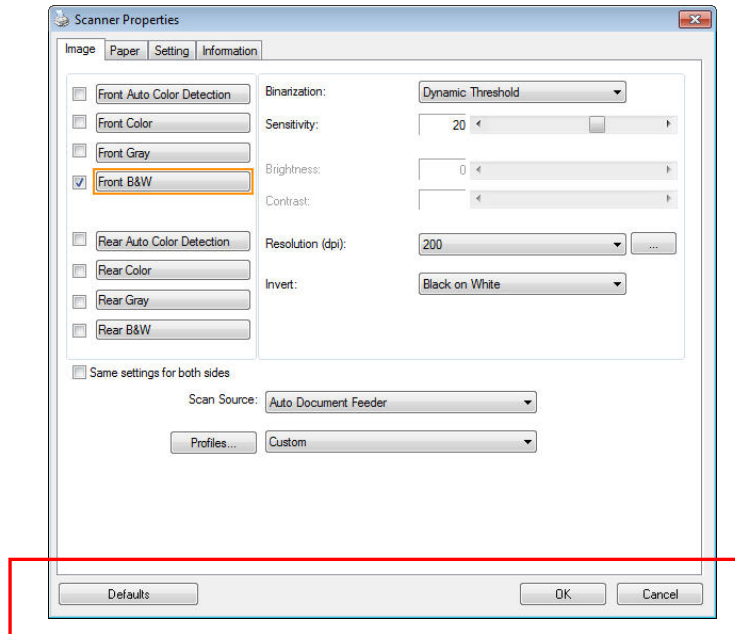 Scanner Properties
Image Paper Setting Information
Front Auto Color Detection
Front Color
Front Gray
Front B&W
Rear Auto Color Detection
Rear Color
Rear Gray
Rear B&W
Binarization: Dynamic Threshold
Sensitivity: 20
Brightness: 0
Contrast:
Resolution (dpi): 200 ...
Invert: Black on White
Same settings for both sides
Scan Source: Auto Document Feeder
Profiles... Custom
Defaults OK Cancel